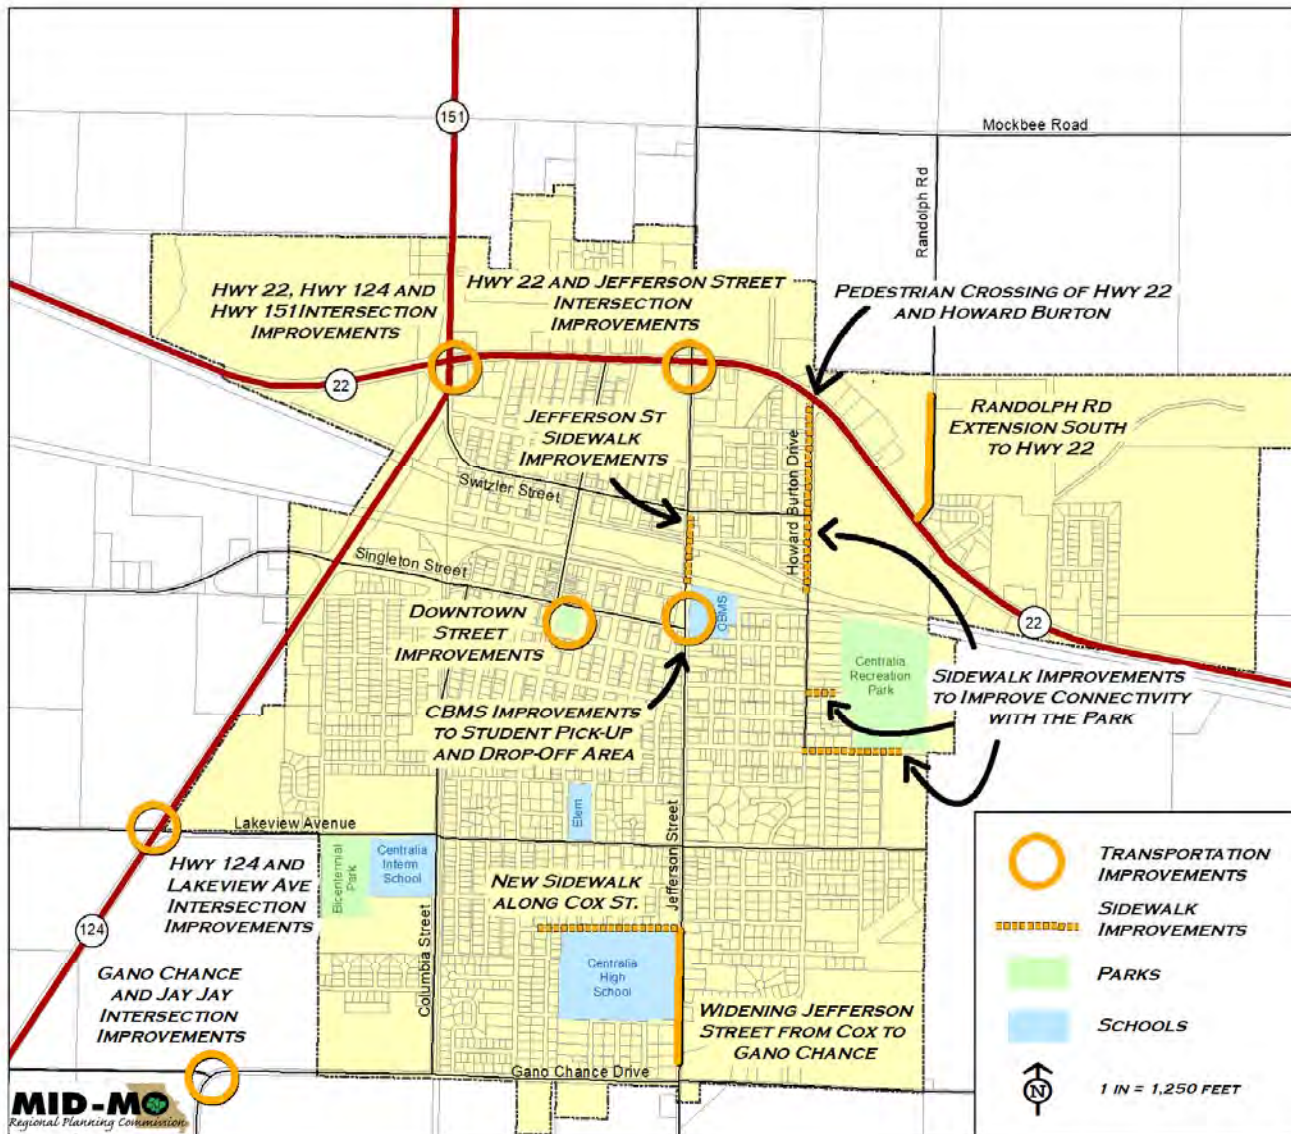 151
Mockbee Road
Randolph Rd
HWY 22, HWY 124 AND
HWY 151 INTERSECTION
IMPROVEMENTS
HWY 22 AND JEFFERSON STREET
INTERSECTION
IMPROVEMENTS
PEDESTRIAN CROSSING OF HWY 22
AND HOWARD BURTON
22
JEFFERSON ST
SIDEWALK
IMPROVEMENTS
RANDOLPH RD
EXTENSION SOUTH
TO HWY 22
Switzler Street
Howard Burton Drive
Singleton Street
DOWNTOWN
STREET
IMPROVEMENTS
CBMS
22
Centralia
Recreation
Park
SIDEWALK IMPROVEMENTS
TO IMPROVE CONNECTIVITY
WITH THE PARK
CBMS IMPROVEMENTS
TO STUDENT PICK-UP
AND DROP-OFF AREA
Elem
Jefferson Street
Lakeview Avenue
Bicentennial
Park
Centralia
Interm
School
HWY 124 AND
LAKEVIEW AVE
INTERSECTION
IMPROVEMENTS
NEW SIDEWALK
ALONG COX ST.
124
Columbia Street
Centralia
High
School
GANO CHANCE
AND JAY JAY
INTERSECTION
IMPROVEMENTS
WIDENING JEFFERSON
STREET FROM COX TO
GANO CHANCE
Gano Chance Drive
TRANSPORTATION
IMPROVEMENTS
SIDEWALK
IMPROVEMENTS
PARKS
SCHOOLS
N
1 IN = 1,250 FEET
MID-MO
Regional Planning Commission